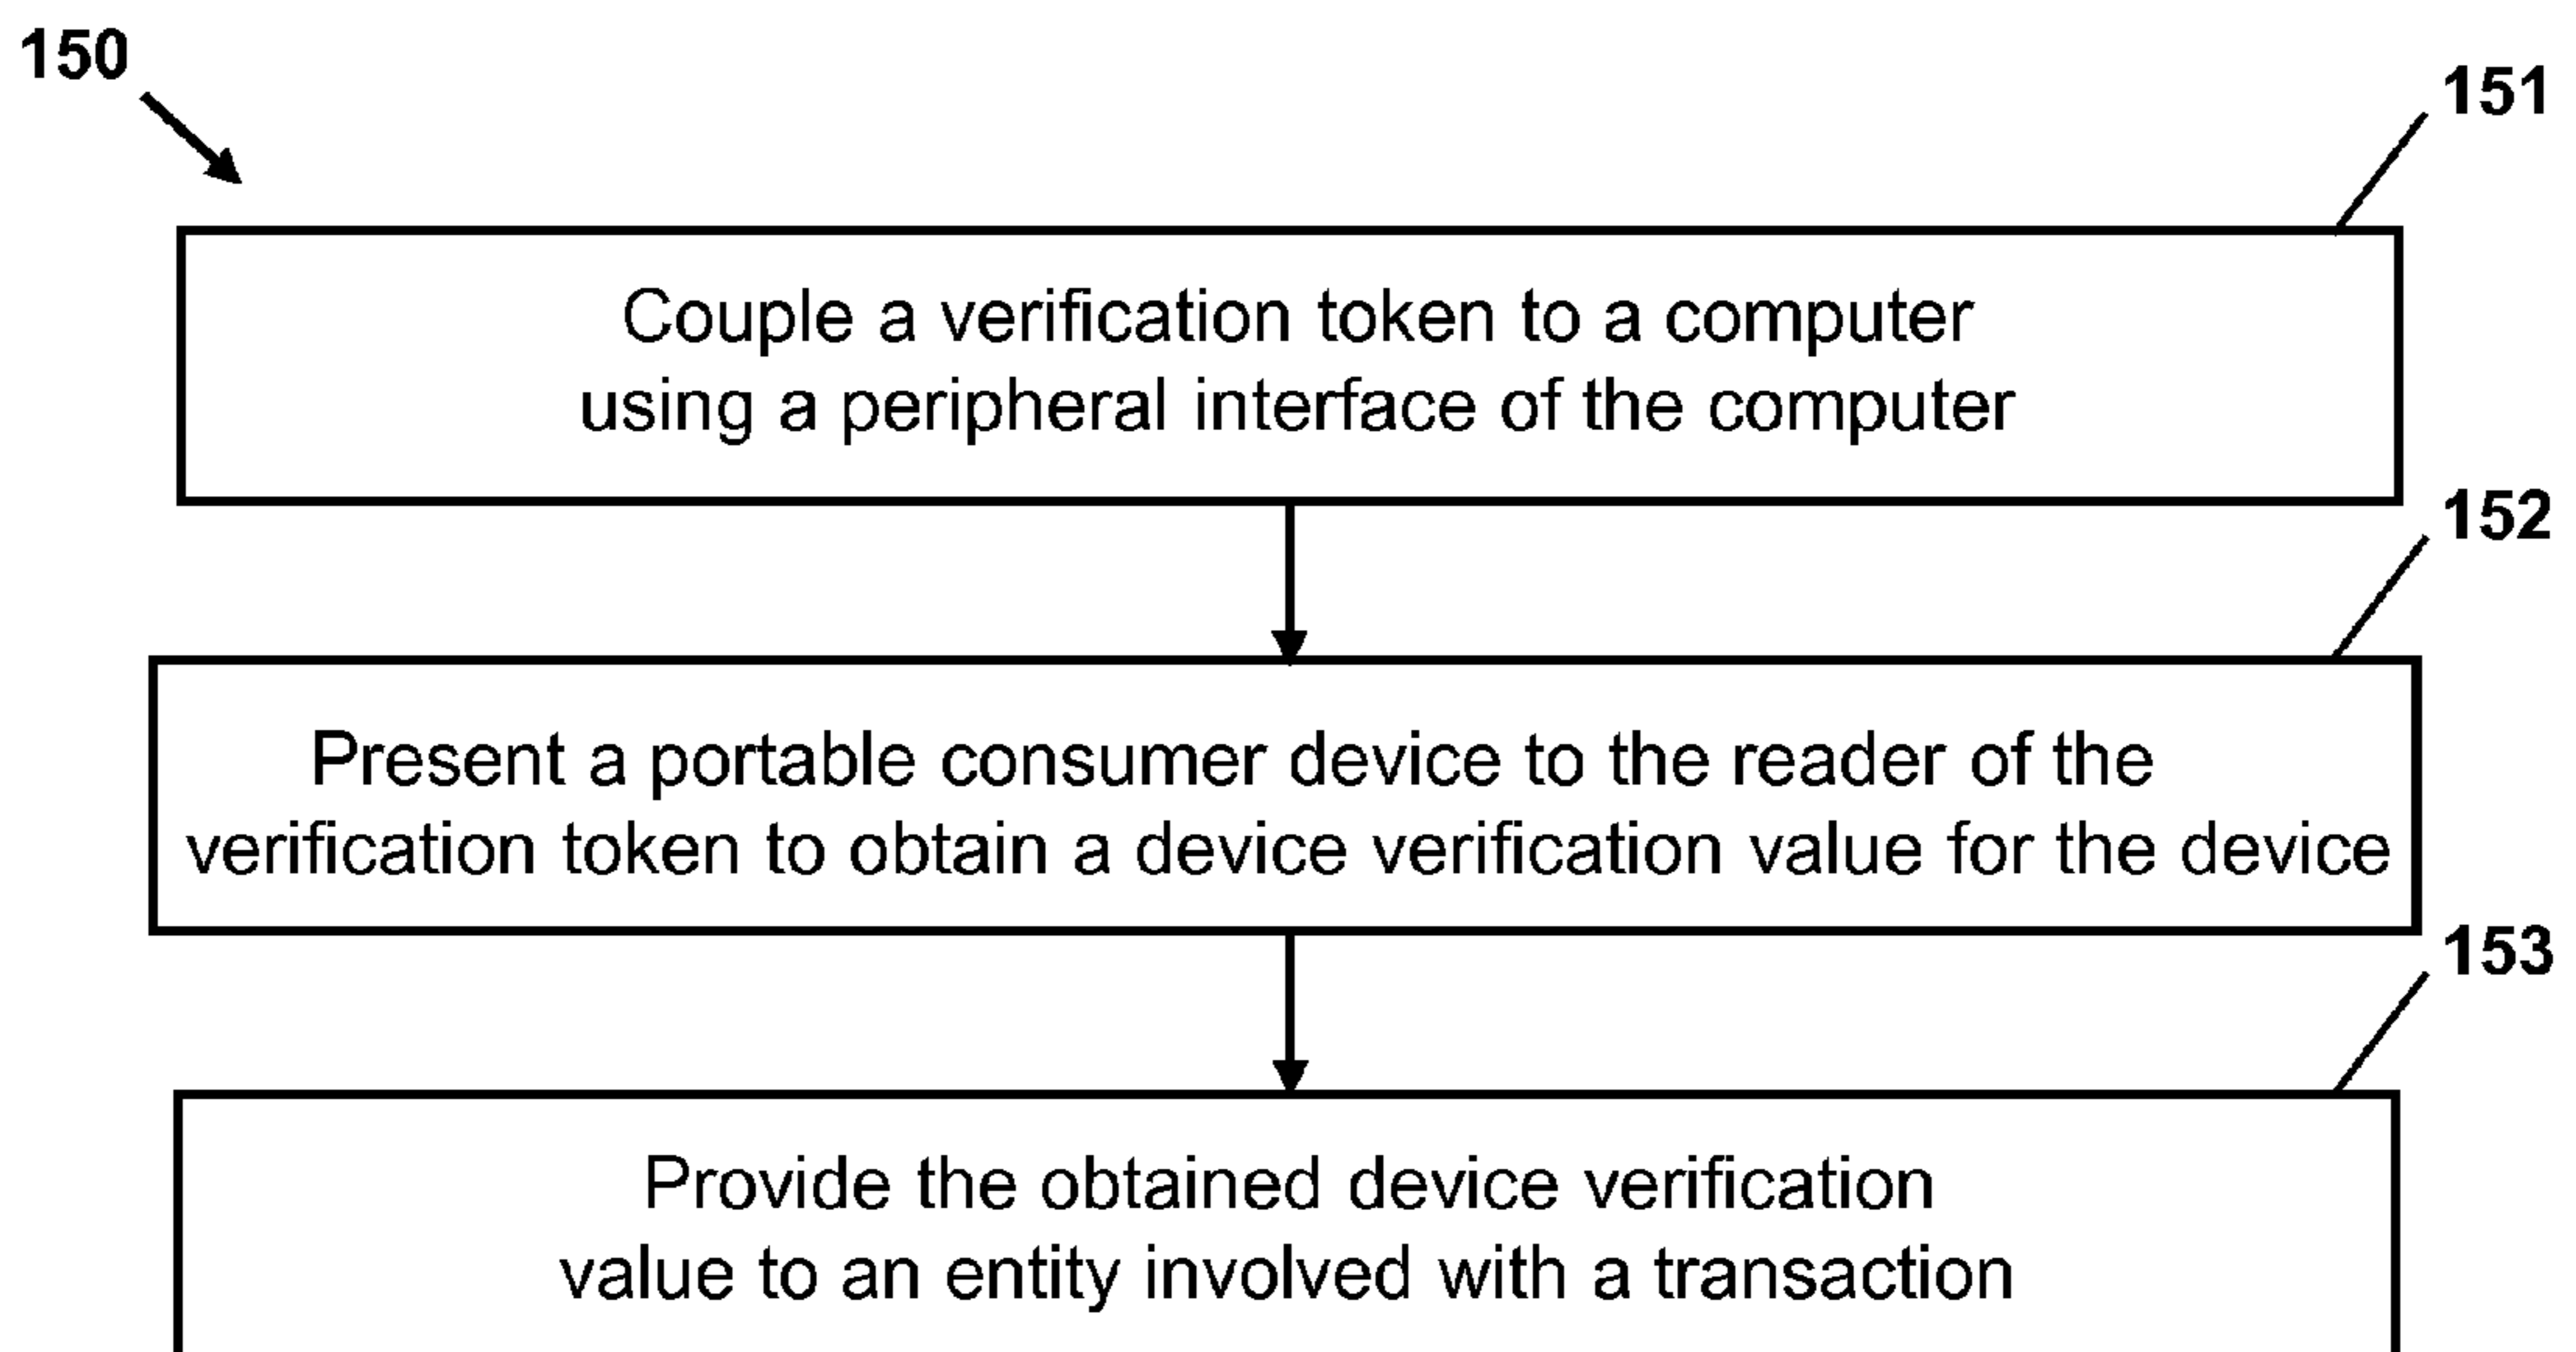 150
151
Couple a verification token to a computer
using a peripheral interface of the computer
152
Present a portable consumer device to the reader of the
verification token to obtain a device verification value for the device
153
Provide the obtained device verification
value to an entity involved with a transaction